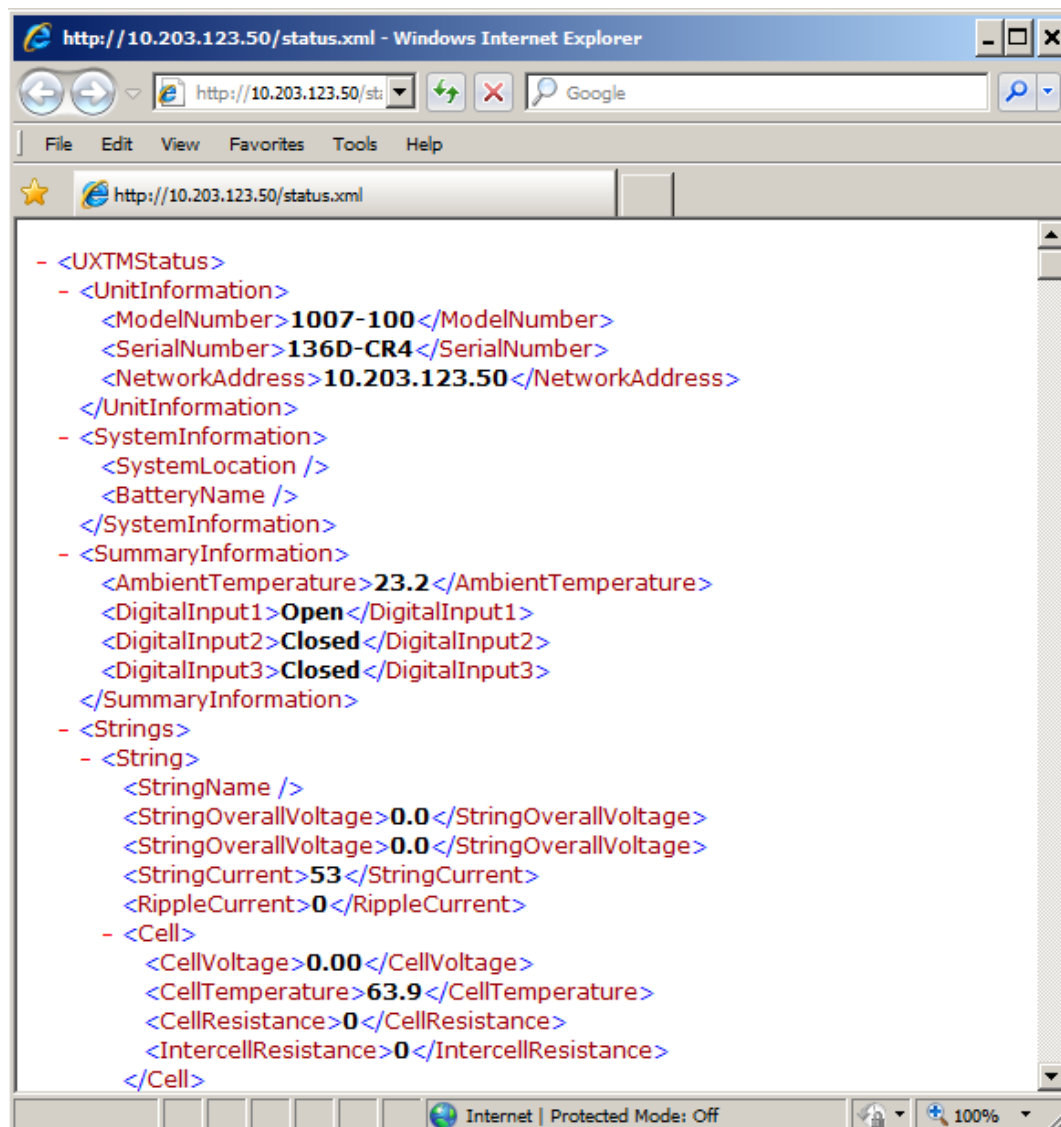 http://10.203.123.50/status.xml - Windows Internet Explorer
http://10.203.123.50/sta Google
File Edit View Favorites Tools Help
http://10.203.123.50/status.xml
- <UXTMStatus>
- <UnitInformation>
<ModelNumber>1007-100</ModelNumber>
<SerialNumber>136D-CR4</SerialNumber>
<NetworkAddress>10.203.123.50</NetworkAddress>
</UnitInformation>
- <SystemInformation>
<SystemLocation />
<BatteryName />
</SystemInformation>
- <SummaryInformation>
<AmbientTemperature>23.2</AmbientTemperature>
<DigitalInput1>Open</DigitalInput1>
<DigitalInput2>Closed</DigitalInput2>
<DigitalInput3>Closed</DigitalInput3>
</SummaryInformation>
- <Strings>
- <String>
<StringName />
<StringOverallVoltage>0.0</StringOverallVoltage>
<StringOverallVoltage>0.0</StringOverallVoltage>
<StringCurrent>53</StringCurrent>
<RippleCurrent>0</RippleCurrent>
- <Cell>
<CellVoltage>0.00</CellVoltage>
<CellTemperature>63.9</CellTemperature>
<CellResistance>0</CellResistance>
<IntercellResistance>0</IntercellResistance>
</Cell>
Internet | Protected Mode: Off 100%